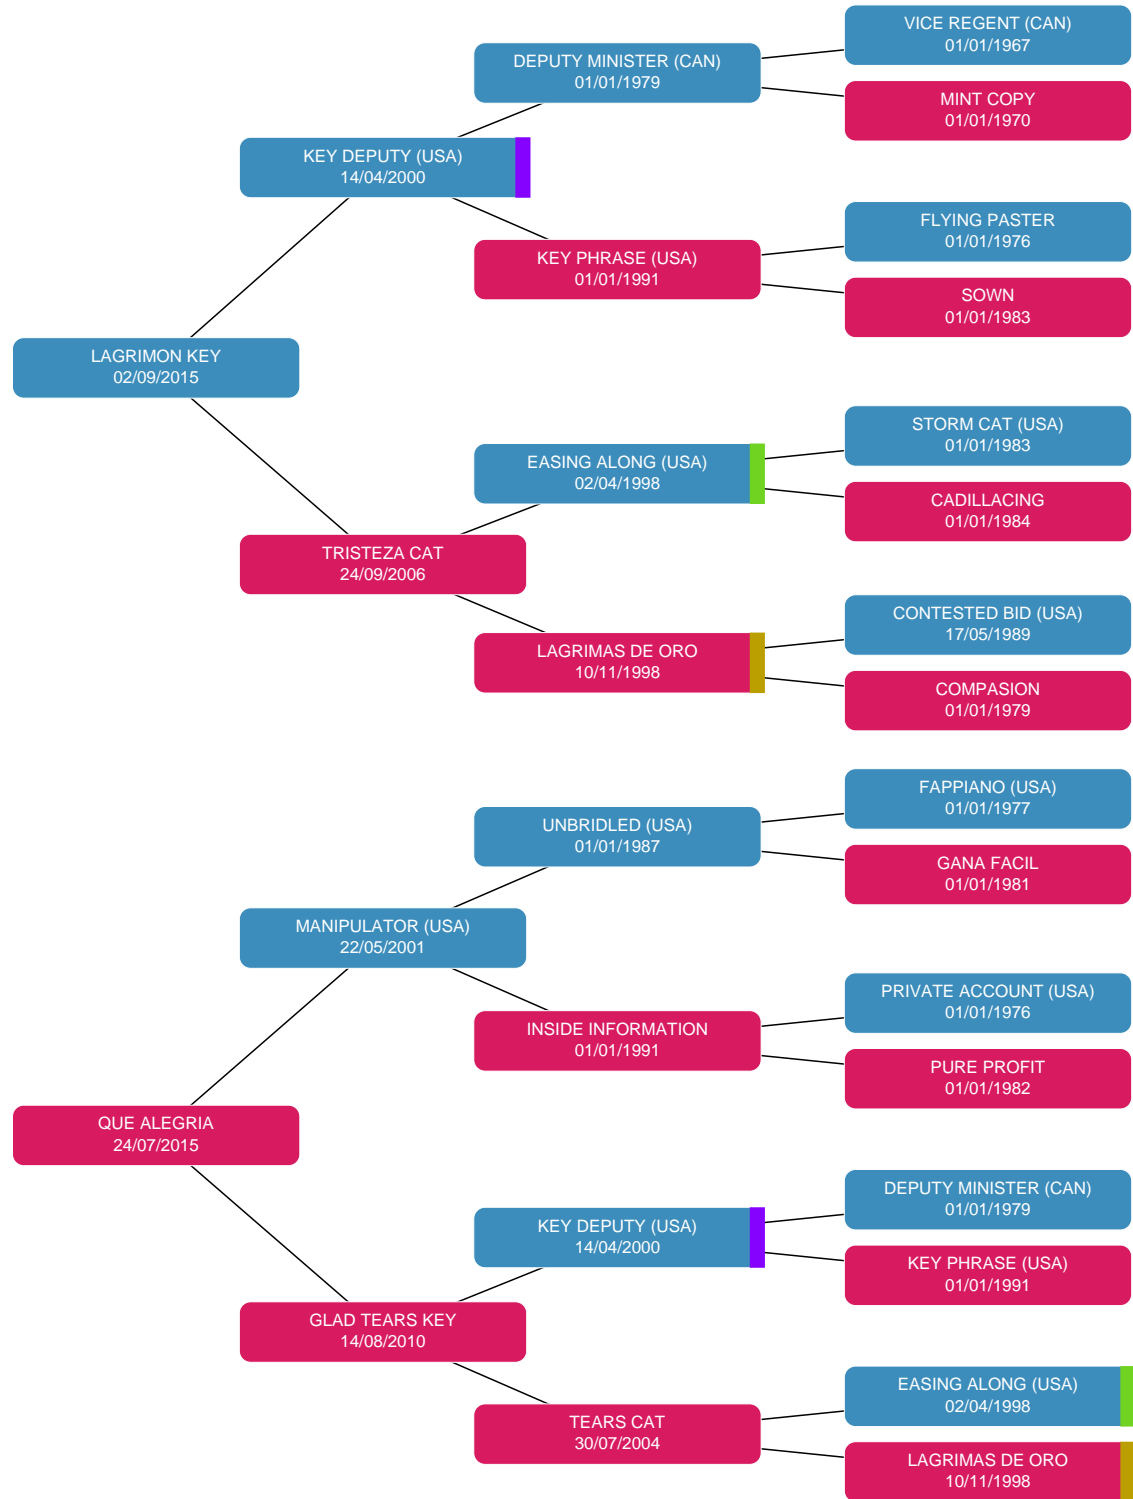 VICE REGENT (CAN)
01/01/1967
DEPUTY MINISTER (CAN)
01/01/1979
MINT COPY
01/01/1970
KEY DEPUTY (USA)
14/04/2000
FLYING PASTER
01/01/1976
KEY PHRASE (USA)
01/01/1991
SOWN
01/01/1983
LAGRIMON KEY
02/09/2015
STORM CAT (USA)
01/01/1983
EASING ALONG (USA)
02/04/1998
CADILLACING
01/01/1984
TRISTEZA CAT
24/09/2006
CONTESTED BID (USA)
17/05/1989
LAGRIMAS DE ORO
10/11/1998
COMPASION
01/01/1979
FAPPIANO (USA)
01/01/1977
UNBRIDLED (USA)
01/01/1987
GANA FACIL
01/01/1981
MANIPULATOR (USA)
22/05/2001
PRIVATE ACCOUNT (USA)
01/01/1976
INSIDE INFORMATION
01/01/1991
PURE PROFIT
01/01/1982
QUE ALEGRIA
24/07/2015
DEPUTY MINISTER (CAN)
01/01/1979
KEY DEPUTY (USA)
14/04/2000
KEY PHRASE (USA)
01/01/1991
GLAD TEARS KEY
14/08/2010
EASING ALONG (USA)
02/04/1998
TEARS CAT
30/07/2004
LAGRIMAS DE ORO
10/11/1998